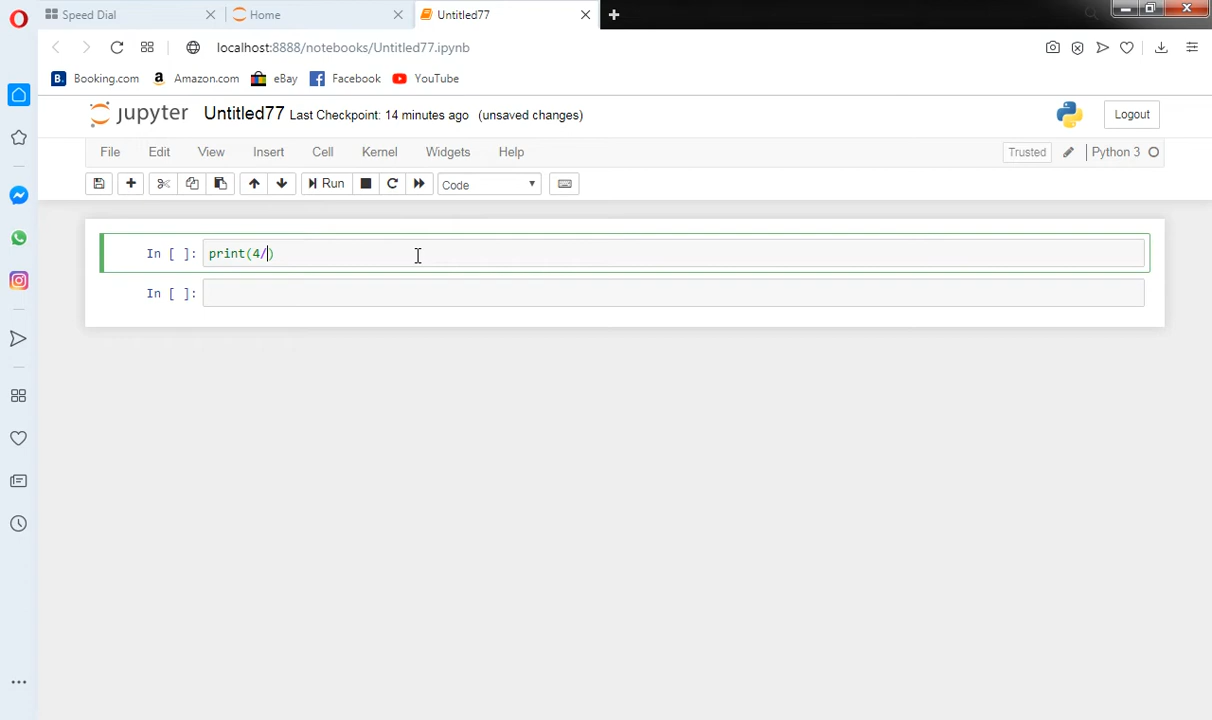 Speed Dial
Home
Untitled77
localhost:8888/notebooks/Untitled77.ipynb
B. Booking.com
a Amazon.com
eBay
f Facebook
YouTube
jupyter Untitled77 Last Checkpoint: 14 minutes ago (unsaved changes)
Logout
File Edit View Insert Cell Kernel Widgets Help
Trusted
Python 3
Run
Code
In [ ]: print(4/)
In [ ]: